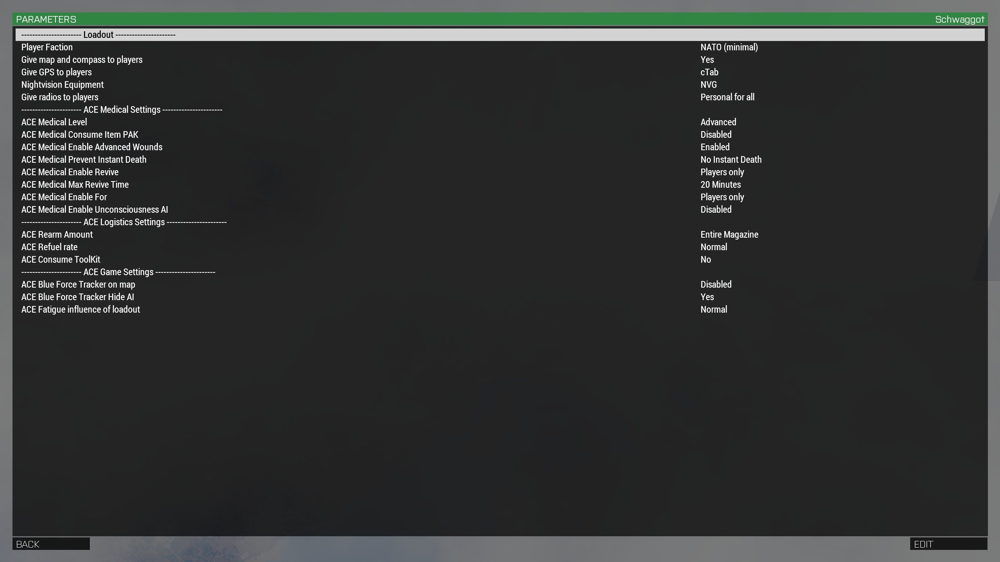 PARAMETERS Schwaggot
---------------------- Loadout ----------------------
Player Faction NATO (minimal)
Give map and compass to players Yes
Give GPS to players cTab
Nightvision Equipment NVG
Give radios to players Personal for all
---------------------- ACE Medical Settings ----------------------
ACE Medical Level Advanced
ACE Medical Consume Item PAK Disabled
ACE Medical Enable Advanced Wounds Enabled
ACE Medical Prevent Instant Death No Instant Death
ACE Medical Enable Revive Players only
ACE Medical Max Revive Time 20 Minutes
ACE Medical Enable For Players only
ACE Medical Enable Unconsciousness AI Disabled
---------------------- ACE Logistics Settings ----------------------
ACE Rearm Amount Entire Magazine
ACE Refuel rate Normal
ACE Consume ToolKit No
---------------------- ACE Game Settings ----------------------
ACE Blue Force Tracker on map Disabled
ACE Blue Force Tracker Hide AI Yes
ACE Fatigue influence of loadout Normal
BACK EDIT